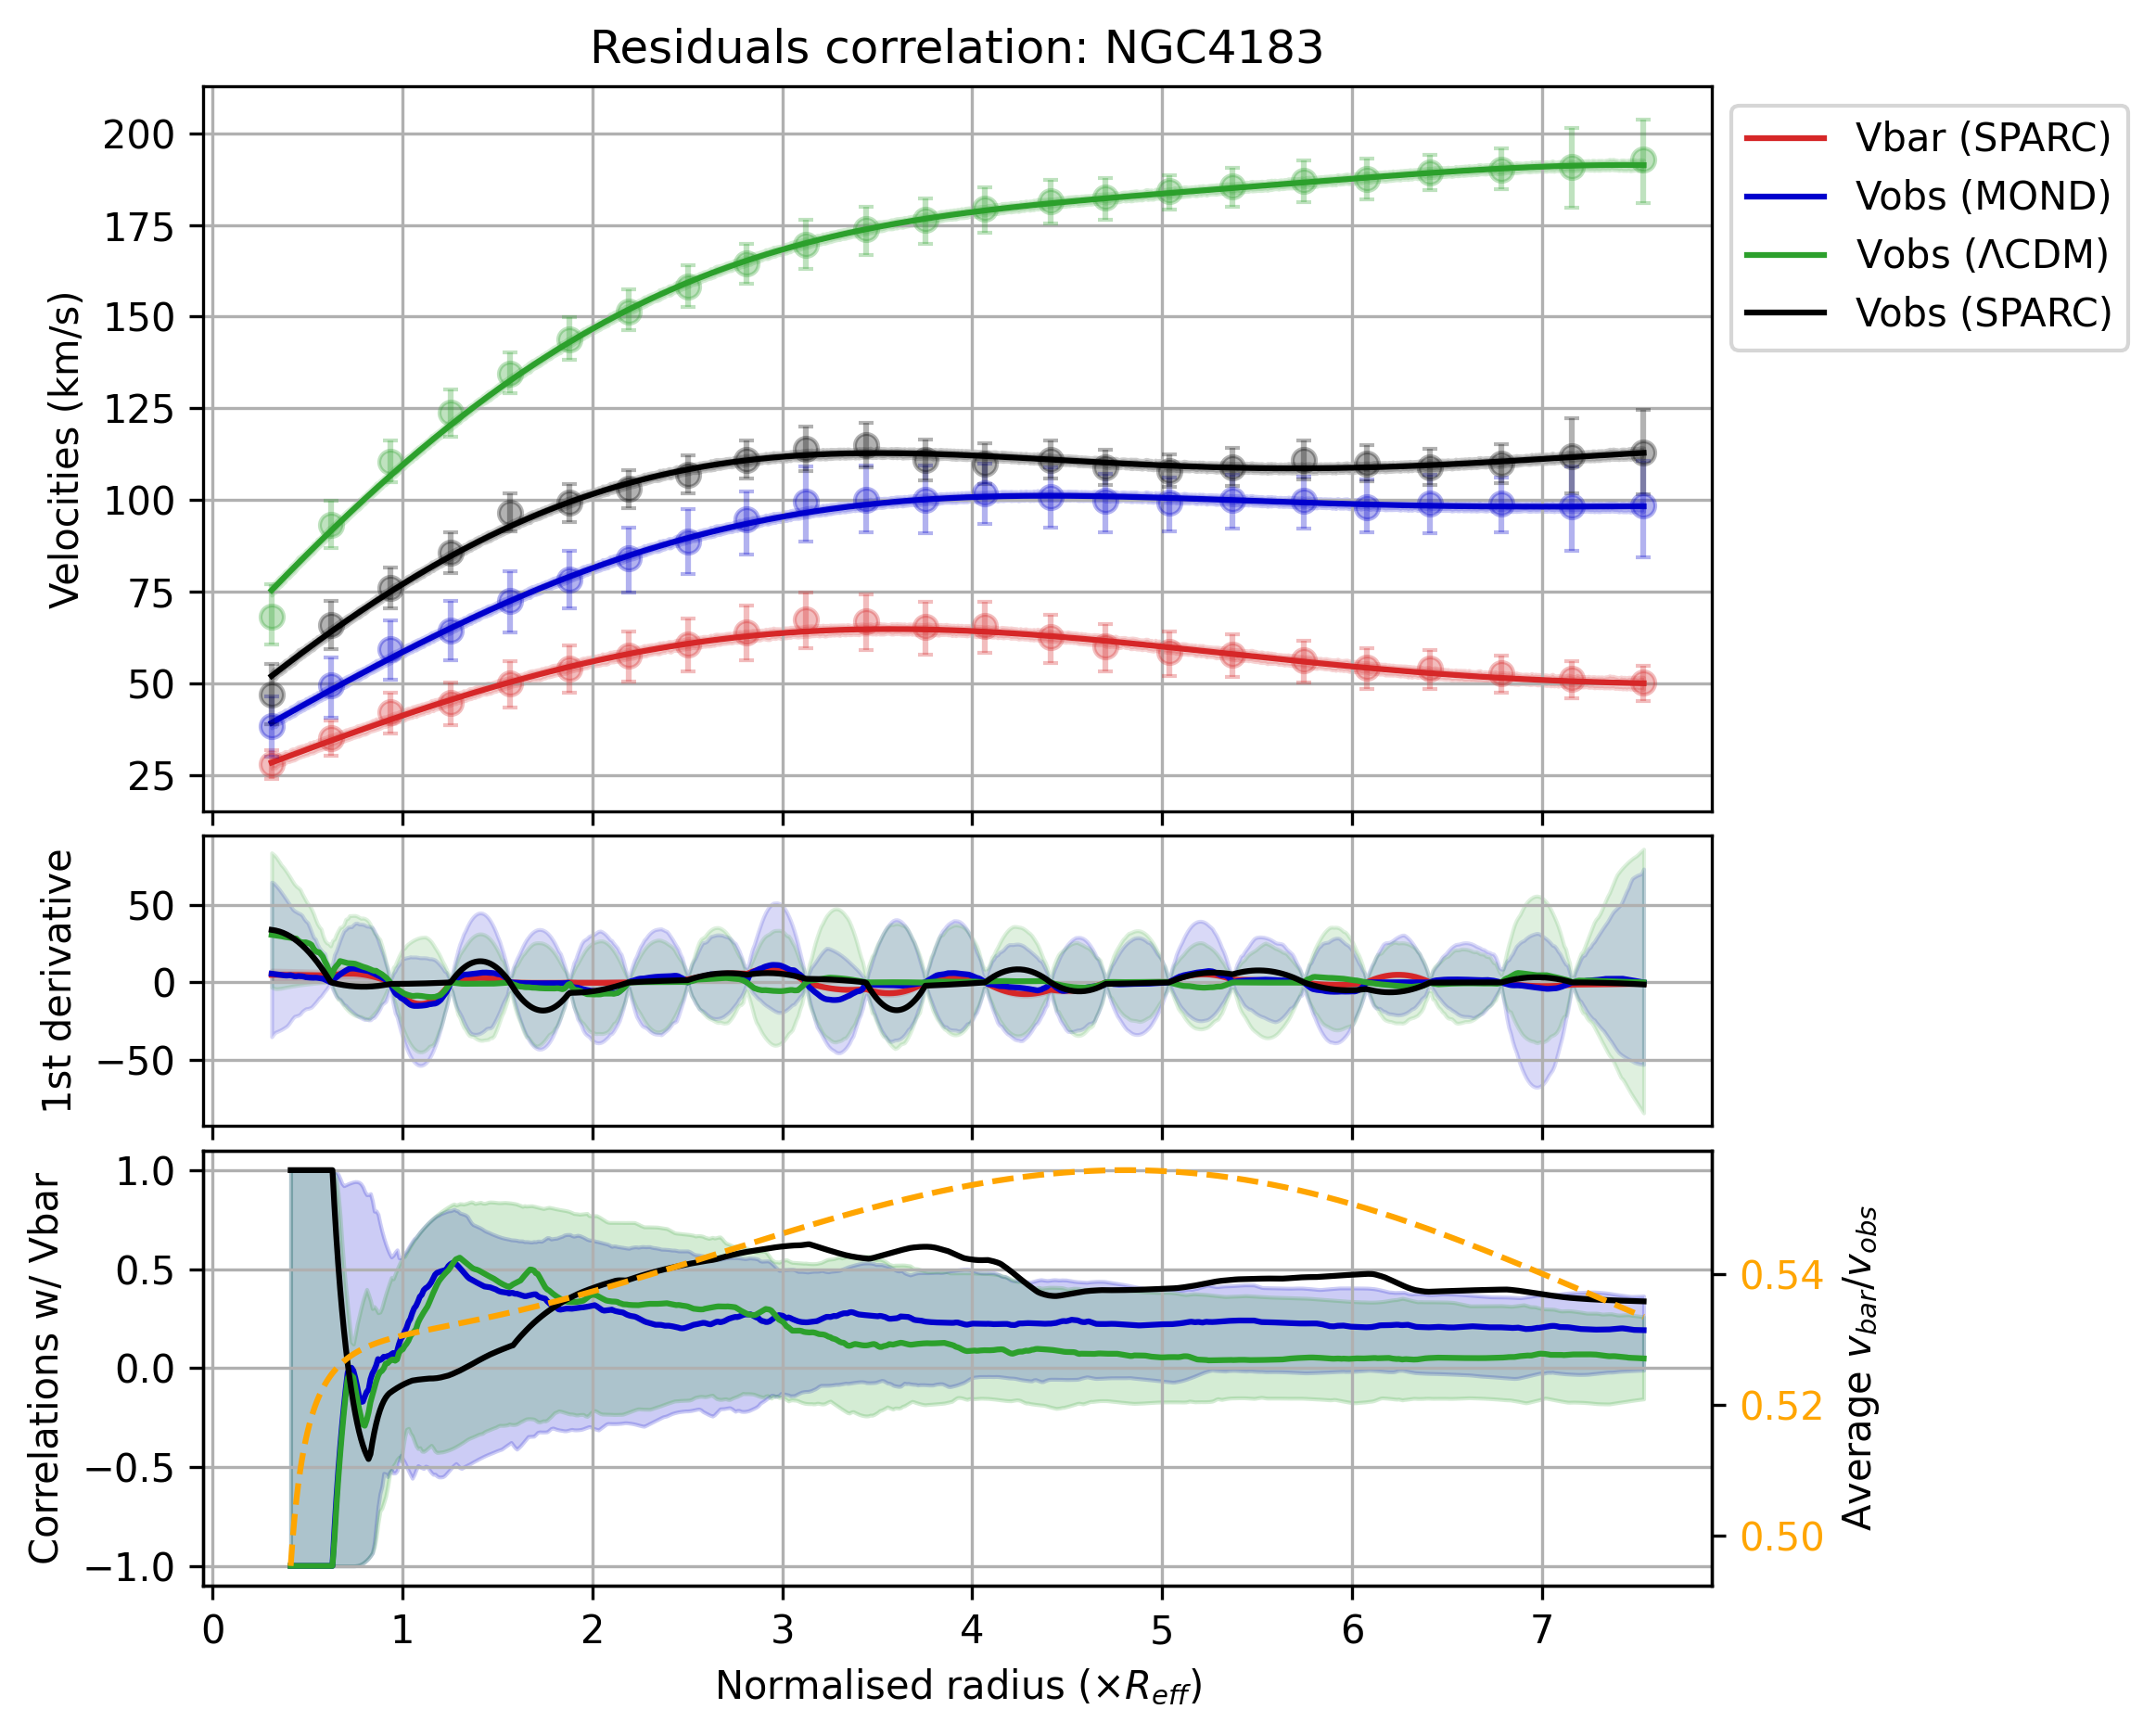 Residuals correlation: NGC4183
Velocities (km/s)
200
175
150
125
100
75
50
25
Vbar (SPARC)
Vobs (MOND)
Vobs (ΛCDM)
Vobs (SPARC)
1st derivative
50
0
−50
Correlations w/ Vbar
1.0
0.5
0.0
−0.5
−1.0
0.54
0.52
0.50
Average v_bar/v_obs
0 1 2 3 4 5 6 7
Normalised radius (×R_eff)